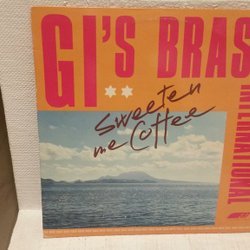 GI'S BRAS
INTERNATIONAL
Sweeten
me Coffee